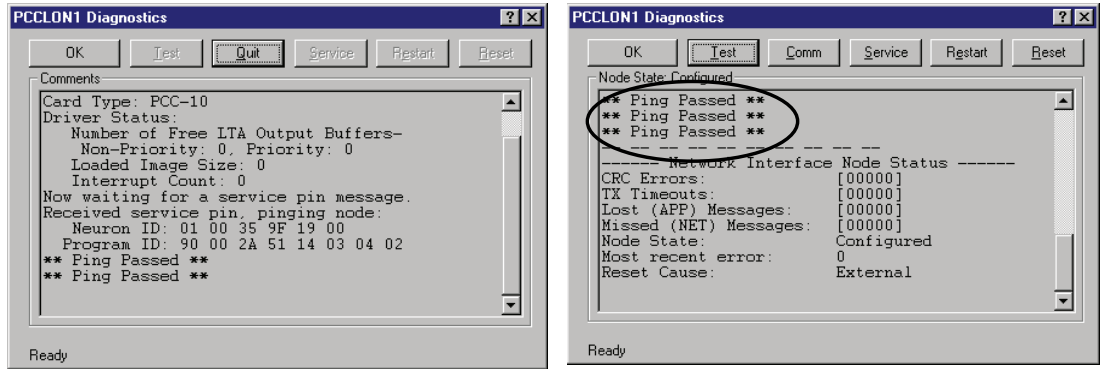 PCCLON1 Diagnostics
OK Test Quit Service Restart Reset
Comments
Card Type: PCC-10
Driver Status:
Number of Free LTA Output Buffers-
Non-Priority: 0, Priority: 0
Loaded Image Size: 0
Interrupt Count: 0
Now waiting for a service pin message.
Received service pin, pinging node:
Neuron ID: 01 00 35 9F 19 00
Program ID: 90 00 2A 51 14 03 04 02
** Ping Passed **
** Ping Passed **
Ready
PCCLON1 Diagnostics
OK Test Comm Service Restart Reset
Node State: Configured
** Ping Passed **
** Ping Passed **
** Ping Passed **
------ Network Interface Node Status ------
CRC Errors: [00000]
TX Timeouts: [00000]
Lost (APP) Messages: [00000]
Missed (NET) Messages: [00000]
Node State: Configured
Most recent error: 0
Reset Cause: External
Ready